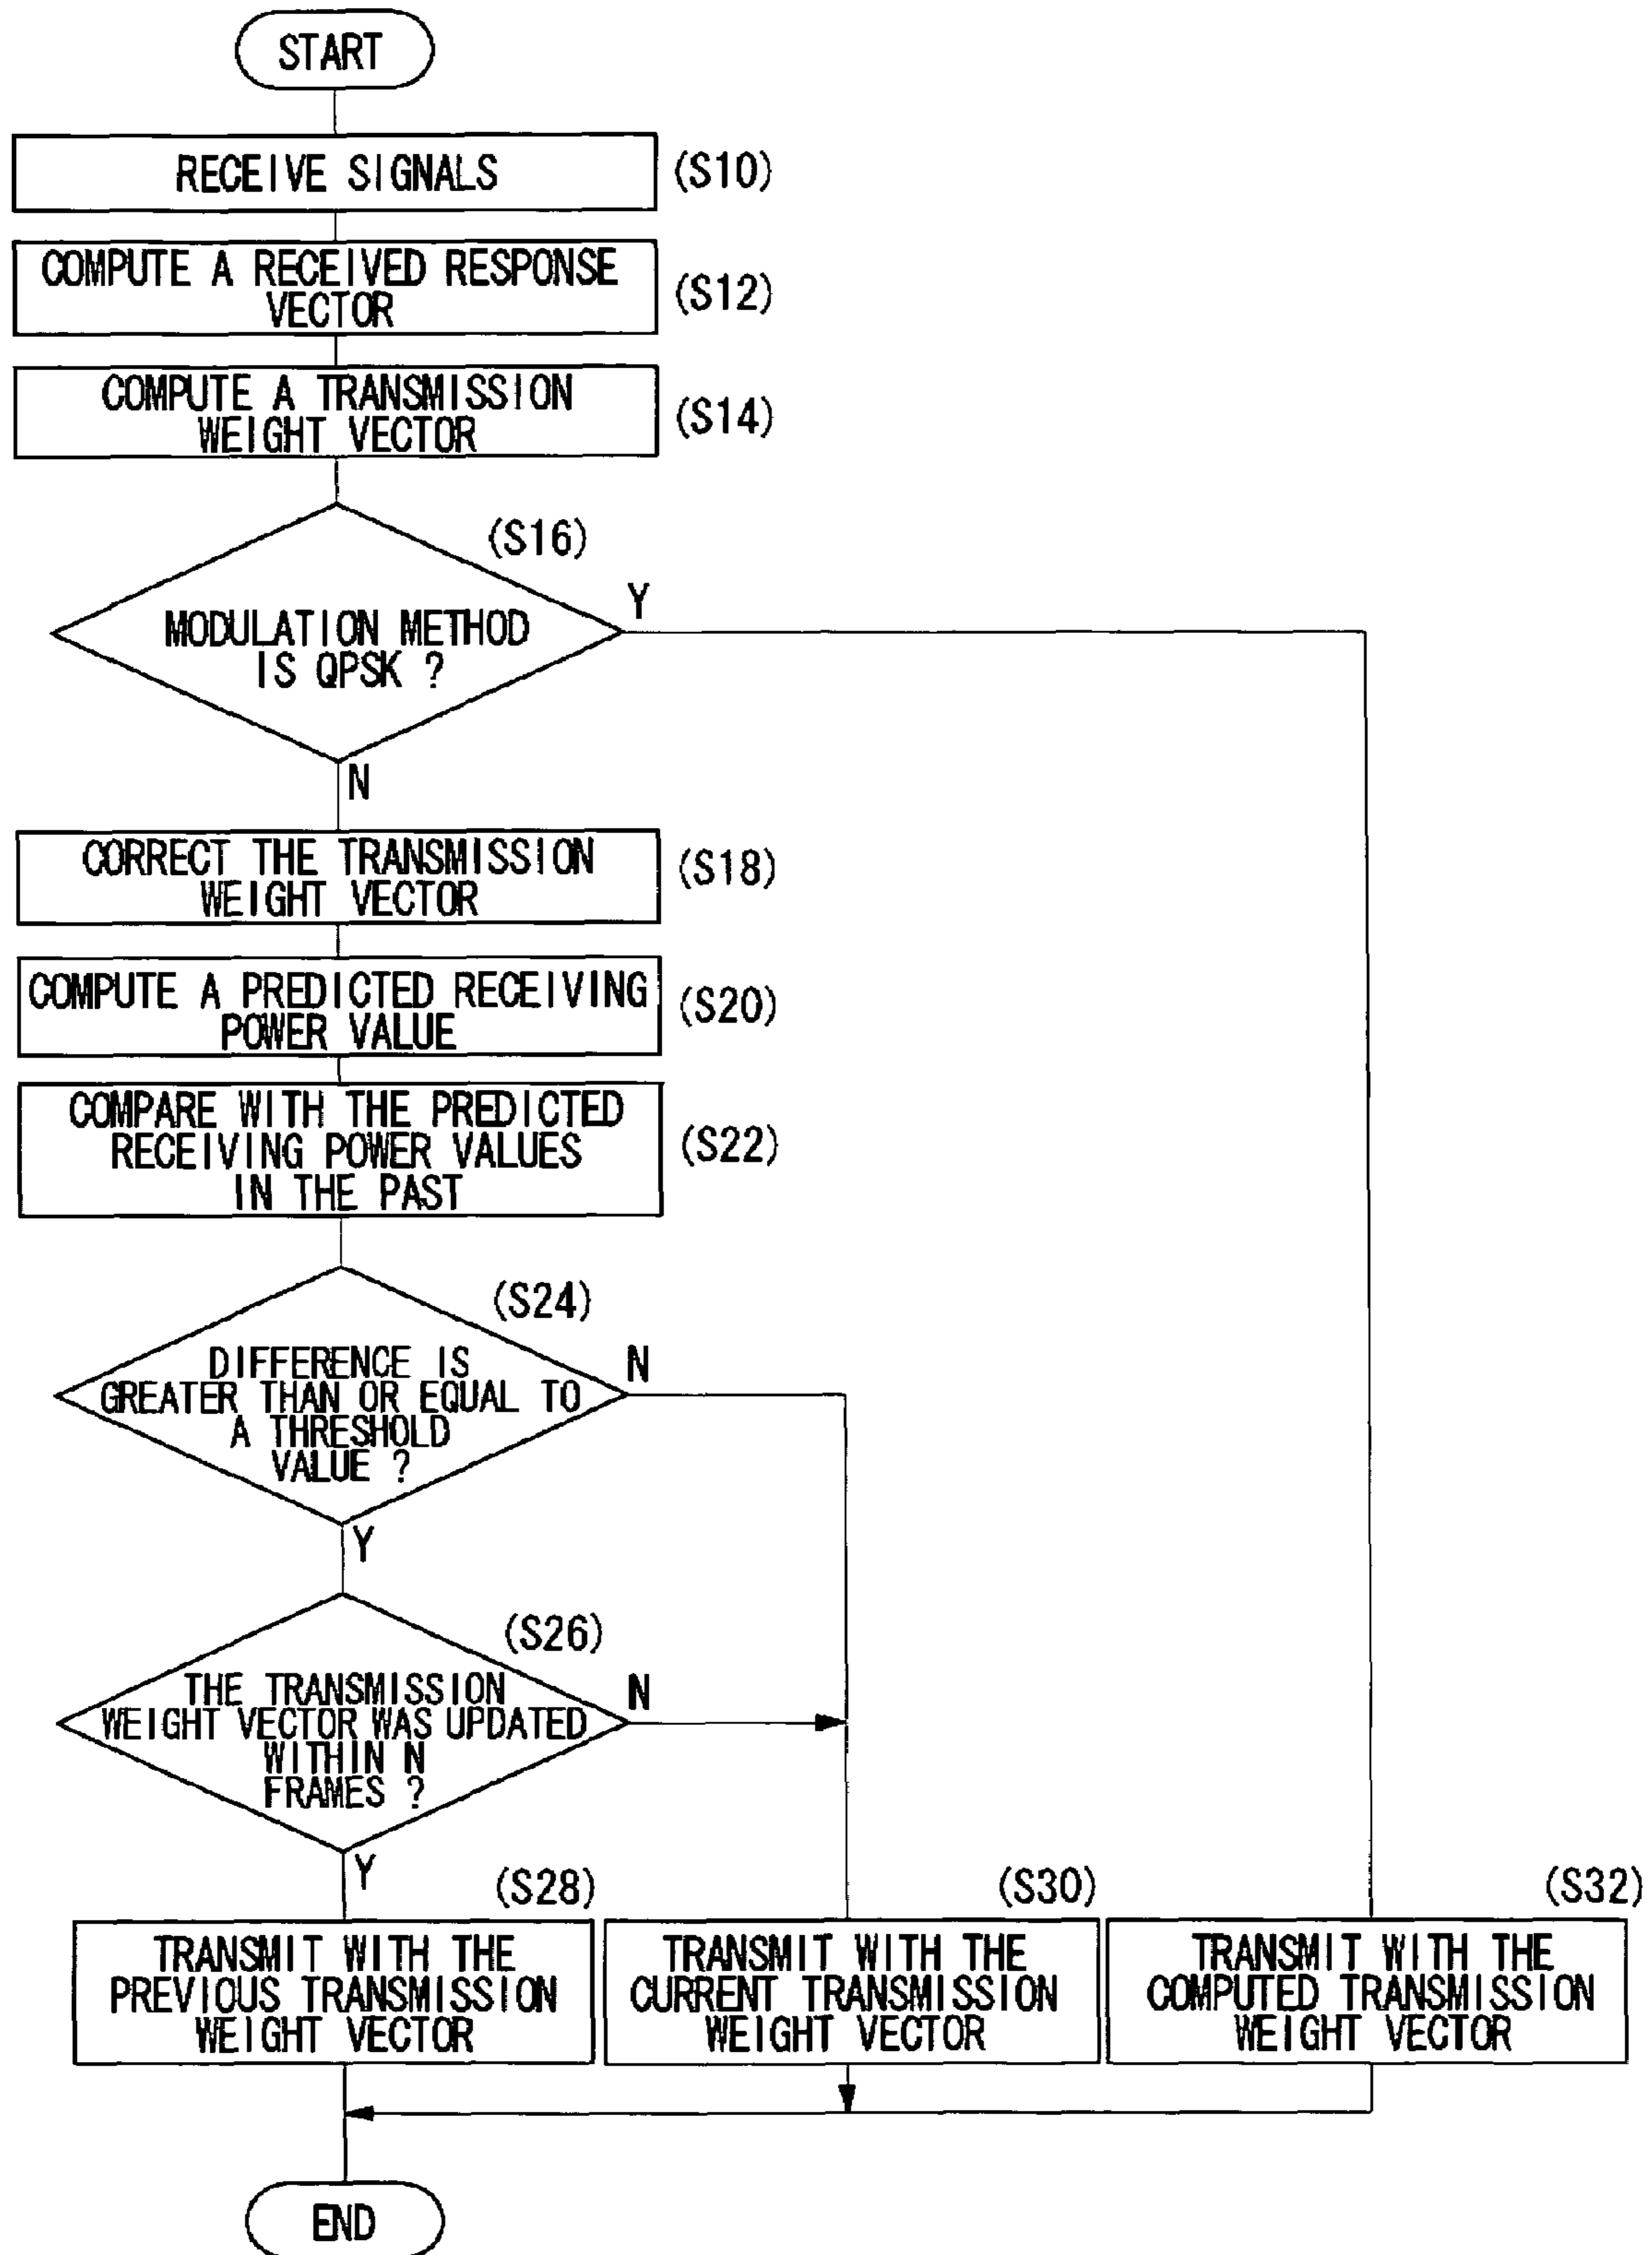 START
RECEIVE SIGNALS
(S10)
COMPUTE A RECEIVED RESPONSE
VECTOR
(S12)
COMPUTE A TRANSMISSION
WEIGHT VECTOR
(S14)
(S16)
MODULATION METHOD
IS QPSK ?
Y
N
CORRECT THE TRANSMISSION
WEIGHT VECTOR
(S18)
COMPUTE A PREDICTED RECEIVING
POWER VALUE
(S20)
COMPARE WITH THE PREDICTED
RECEIVING POWER VALUES
IN THE PAST
(S22)
(S24)
DIFFERENCE IS
GREATER THAN OR EQUAL TO
A THRESHOLD
VALUE ?
N
Y
(S26)
THE TRANSMISSION
WEIGHT VECTOR WAS UPDATED
WITHIN N
FRAMES ?
N
Y
(S28)
TRANSMIT WITH THE
PREVIOUS TRANSMISSION
WEIGHT VECTOR
(S30)
TRANSMIT WITH THE
CURRENT TRANSMISSION
WEIGHT VECTOR
(S32)
TRANSMIT WITH THE
COMPUTED TRANSMISSION
WEIGHT VECTOR
END